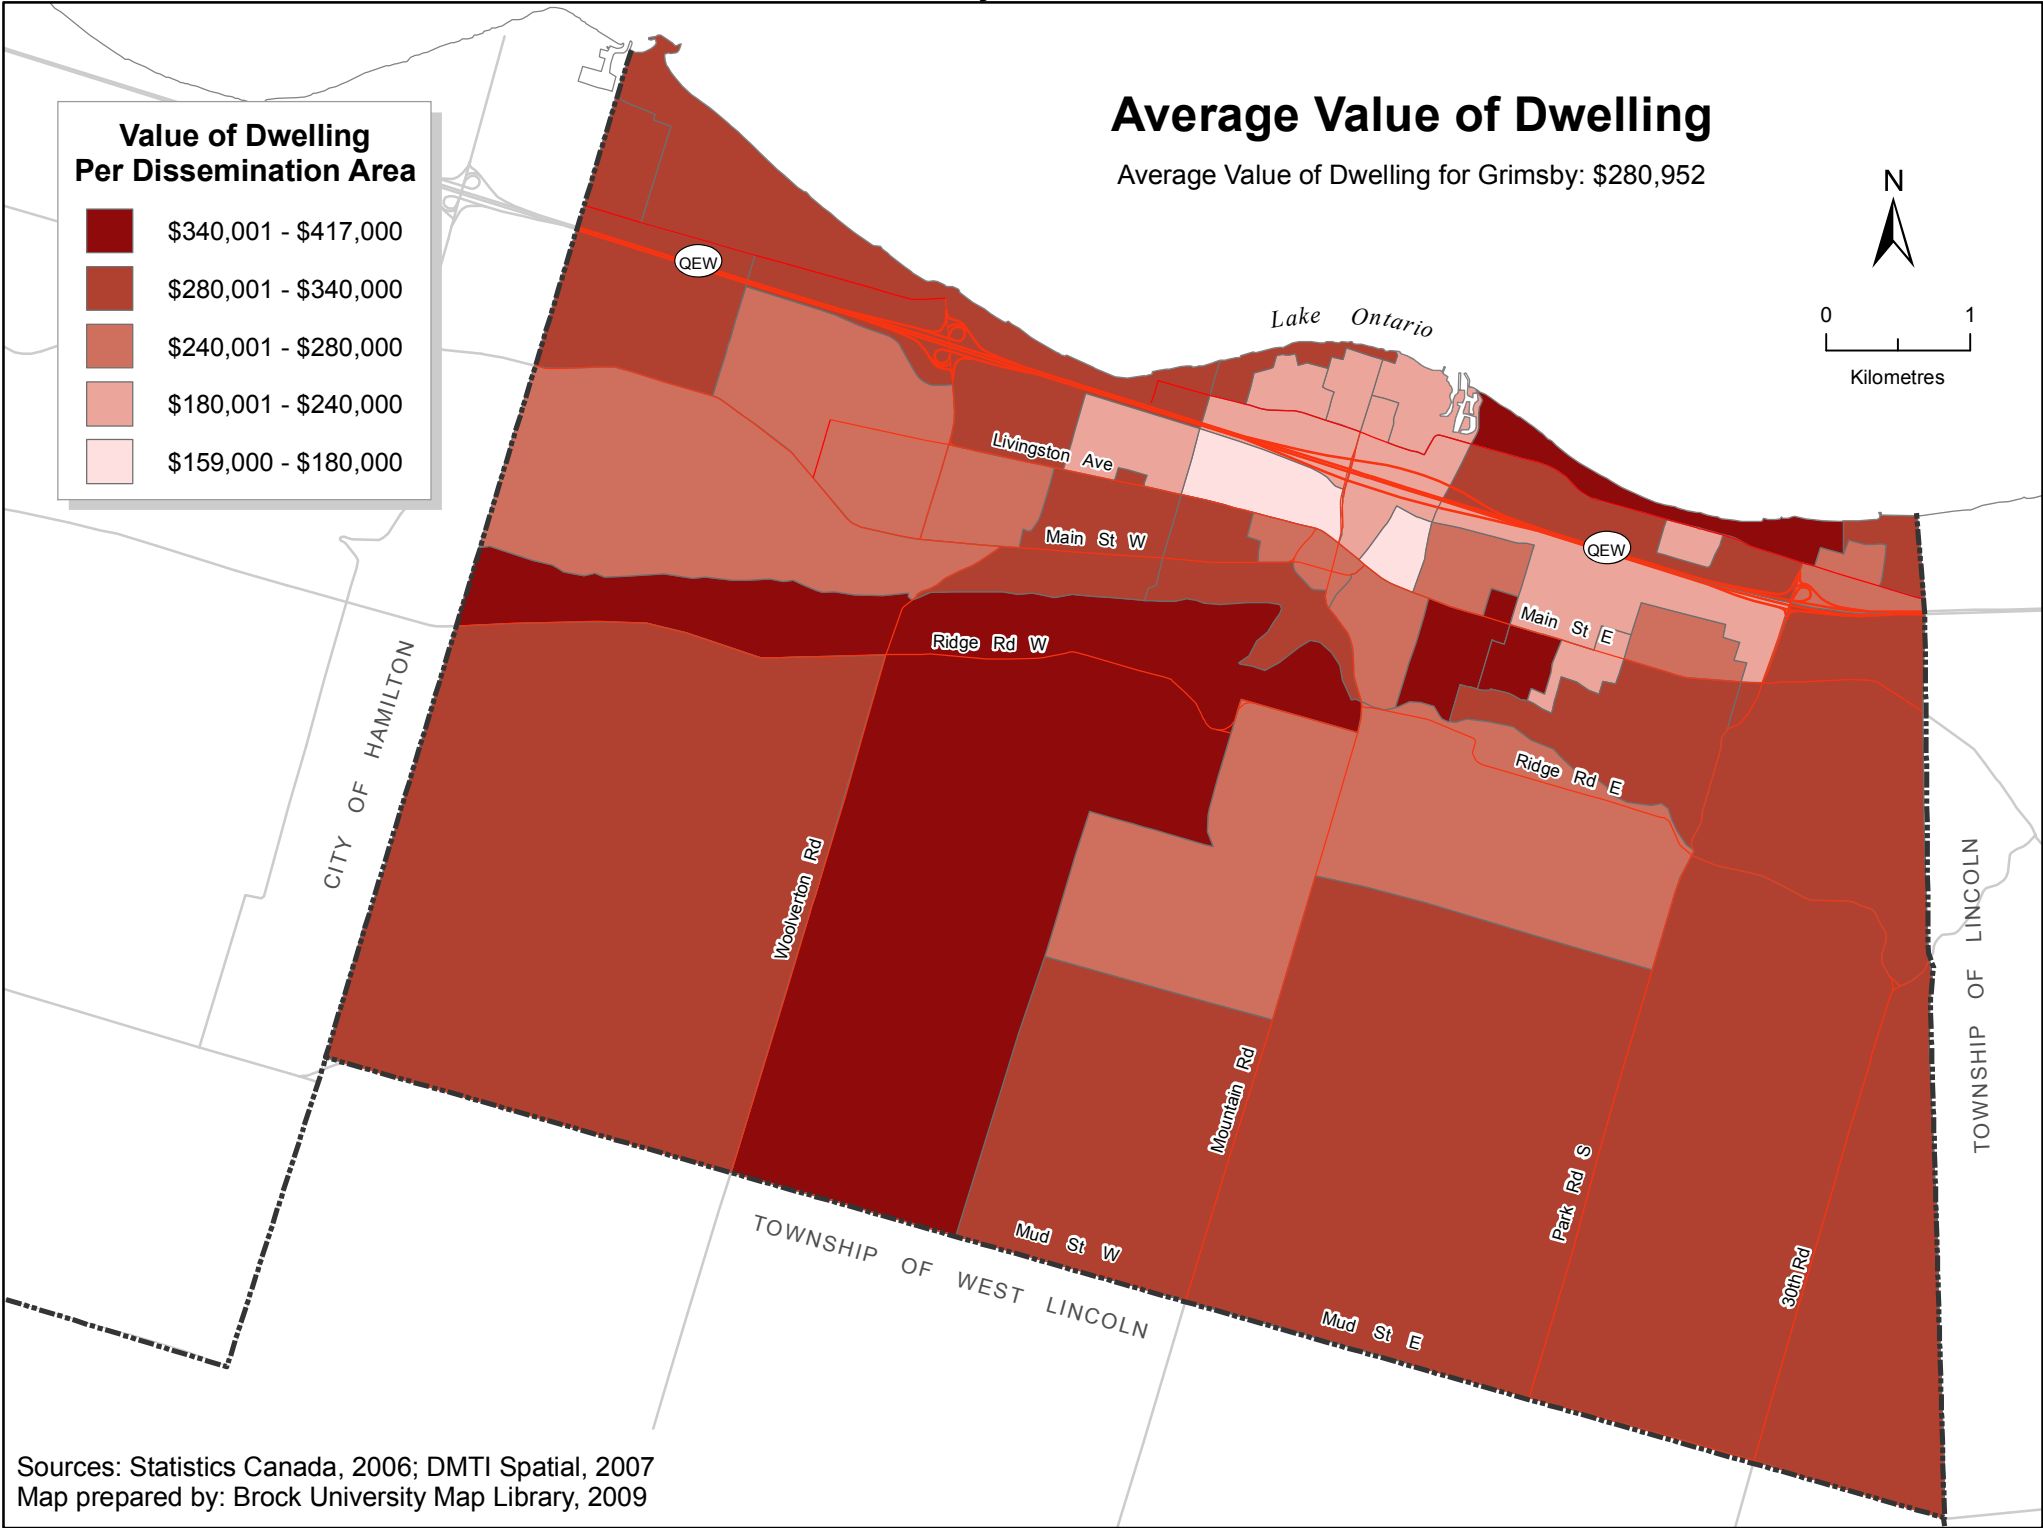 Average Value of Dwelling
Average Value of Dwelling for Grimsby: $280,952
Value of Dwelling
Per Dissemination Area
$340,001 - $417,000
$280,001 - $340,000
$240,001 - $280,000
$180,001 - $240,000
$159,000 - $180,000
N
0 1
Kilometres
Lake Ontario
QEW
QEW
Livingston Ave
Main St W
Main St E
Ridge Rd W
Ridge Rd E
CITY OF HAMILTON
Woolverton Rd
Mountain Rd
Park Rd S
30th Rd
TOWNSHIP OF LINCOLN
Mud St W
Mud St E
TOWNSHIP OF WEST LINCOLN
Sources: Statistics Canada, 2006; DMTI Spatial, 2007
Map prepared by: Brock University Map Library, 2009